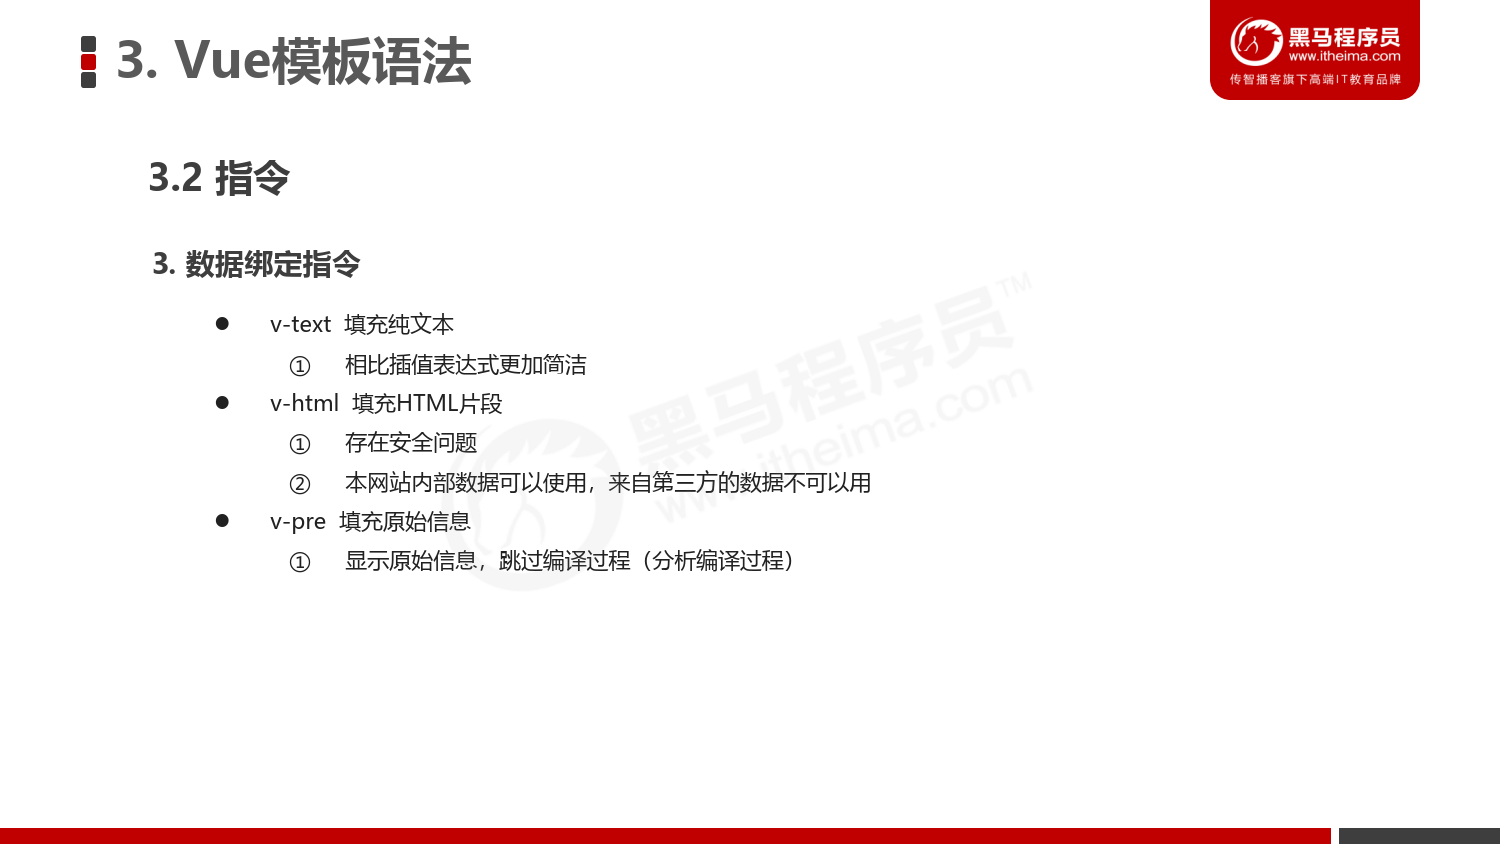 3. Vue模板语法
黑马程序员
www.itheima.com
传智播客旗下高端IT教育品牌
3.2 指令
3. 数据绑定指令
● v-text 填充纯文本
① 相比插值表达式更加简洁
● v-html 填充HTML片段
① 存在安全问题
② 本网站内部数据可以使用，来自第三方的数据不可以用
● v-pre 填充原始信息
① 显示原始信息，跳过编译过程（分析编译过程）
黑马程序员™
www.itheima.com